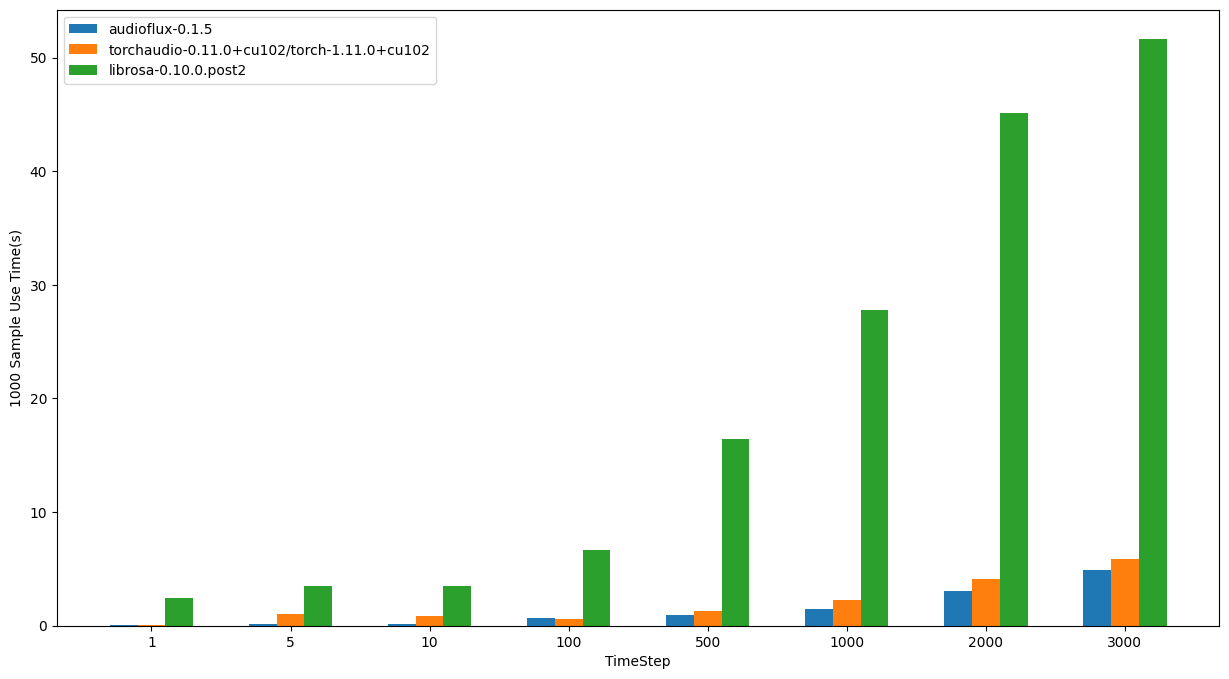 audioflux-0.1.5
torchaudio-0.11.0+cu102/torch-1.11.0+cu102
librosa-0.10.0.post2
50
40
30
20
10
0
1000 Sample Use Time(s)
1 5 10 100 500 1000 2000 3000
TimeStep